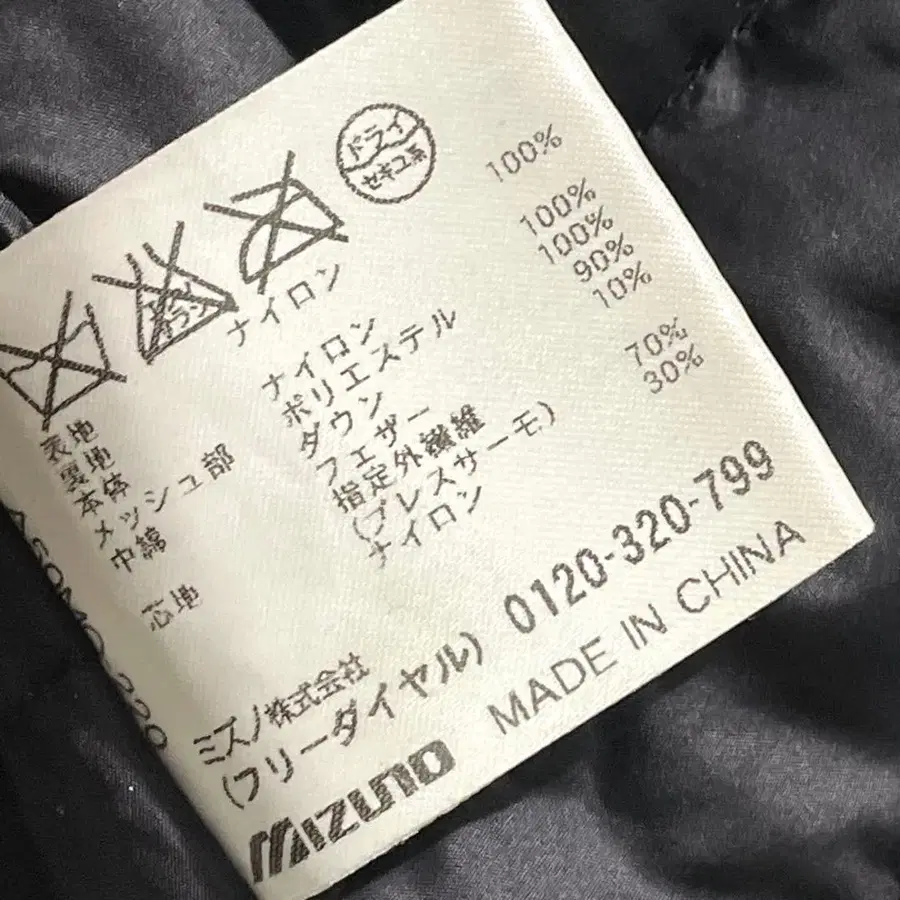 ドライ
セキユ系
表地 ナイロン 100%
裏地
本体 ナイロン 100%
メッシュ部 ポリエステル 100%
中綿 ダウン 90%
フェザー 10%
芯地 指定外繊維
(ブレスサーモ) 70%
ナイロン 30%
ミズノ株式会社
(フリーダイヤル) 0120-320-799
MIZUNO MADE IN CHINA